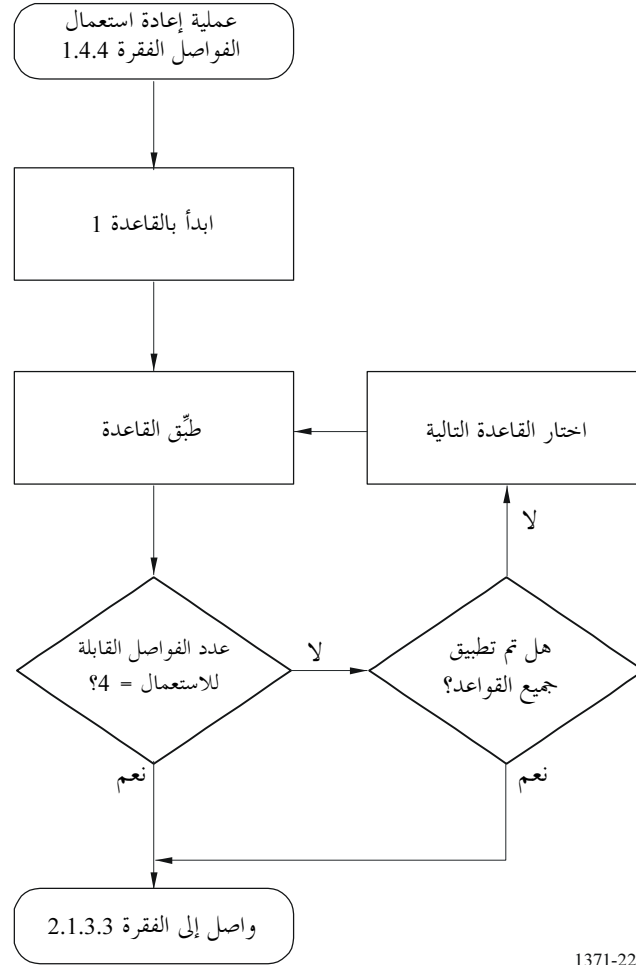 عملية إعادة استعمال
الفواصل الفقرة 1.4.4
ابدأ بالقاعدة 1
طبِّق القاعدة
اختار القاعدة التالية
لا
عدد الفواصل القابلة
للاستعمال = 4؟
لا
هل تم تطبيق
جميع القواعد؟
نعم
نعم
واصل إلى الفقرة 2.1.3.3
1371-22